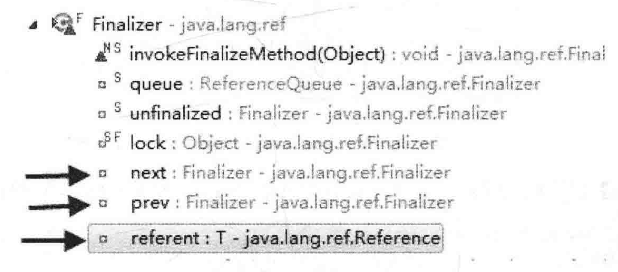 F Finalizer - java.lang.ref
N S invokeFinalizeMethod(Object) : void - java.lang.ref.Final
S queue : ReferenceQueue - java.lang.ref.Finalizer
S unfinalized : Finalizer - java.lang.ref.Finalizer
S F lock : Object - java.lang.ref.Finalizer
next : Finalizer - java.lang.ref.Finalizer
prev : Finalizer - java.lang.ref.Finalizer
referent : T - java.lang.ref.Reference